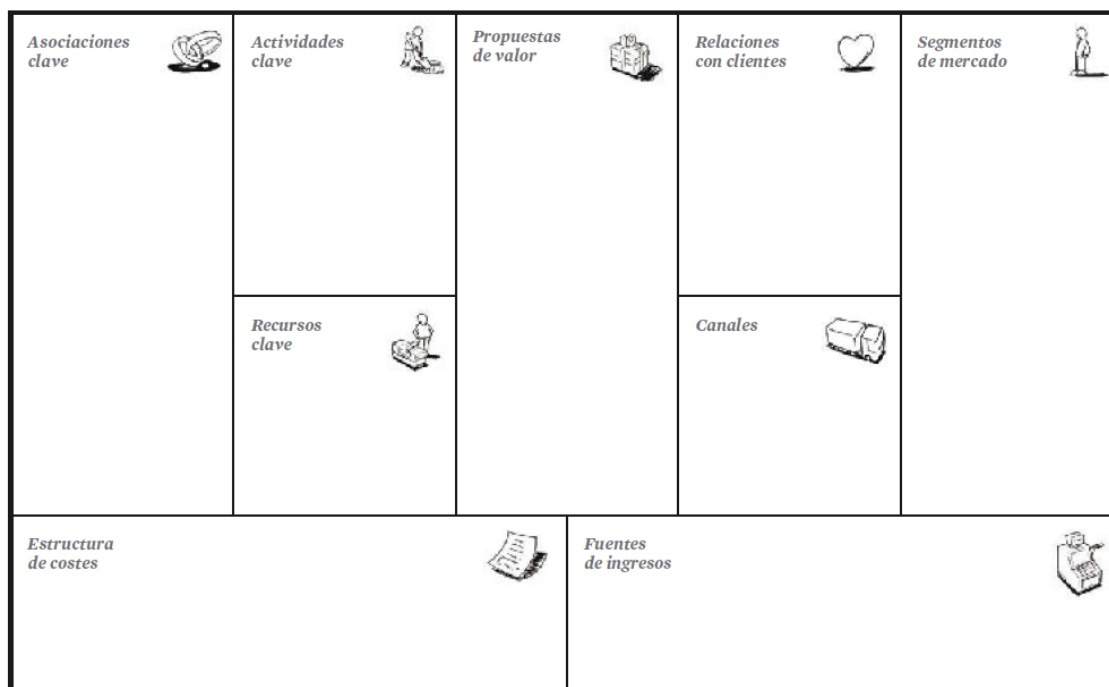 Asociaciones
clave
Actividades
clave
Propuestas
de valor
Relaciones
con clientes
Segmentos
de mercado
Recursos
clave
Canales
Estructura
de costes
Fuentes
de ingresos